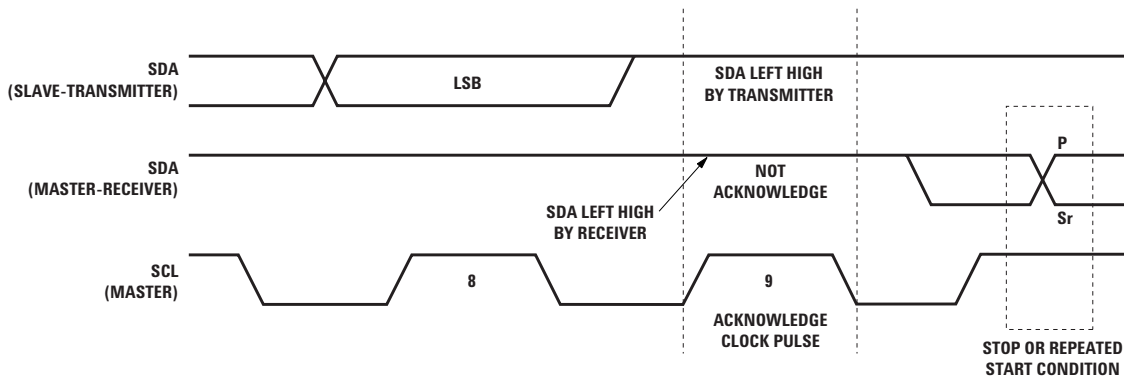 SDA
(SLAVE-TRANSMITTER)
LSB
SDA LEFT HIGH
BY TRANSMITTER
SDA
(MASTER-RECEIVER)
P
NOT
ACKNOWLEDGE
SDA LEFT HIGH
BY RECEIVER
Sr
SCL
(MASTER)
8
9
ACKNOWLEDGE
CLOCK PULSE
STOP OR REPEATED
START CONDITION